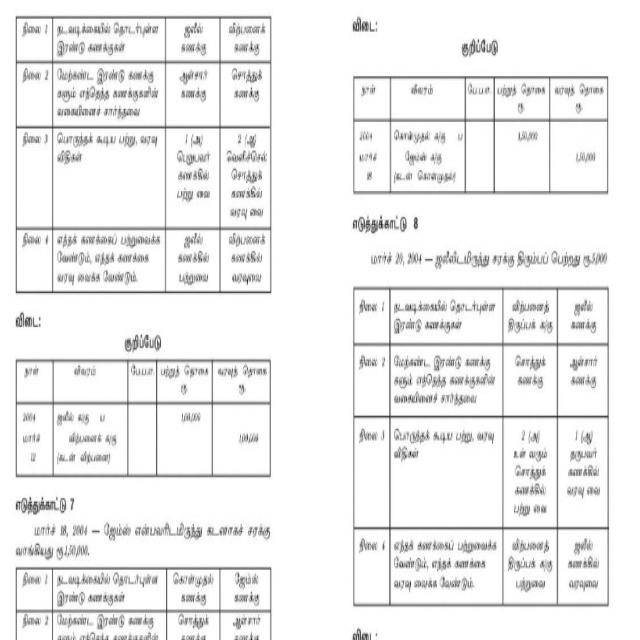 நிலை 1 நடவடிக்கையில் தொடர்புள்ள ஜலீல் விற்பனைக்
இரண்டு கணக்குகள் கணக்கு கணக்கு
நிலை 2 மேற்கண்ட இரண்டு கணக்கு ஆள்சார் சொத்துக்
களும் எந்தெந்த கணக்குகளின் கணக்கு கணக்கு
வகையினைச் சார்ந்தவை
நிலை 3 பொருந்தக் கூடிய பற்று, வரவு 1 (அ) 2 (ஆ)
விதிகள் பெறுபவர் வெளிச்செல்
கணக்கில் சொத்துக்
பற்று வை கணக்கில்
வரவு வை
நிலை 4 எந்தக் கணக்கைப் பற்றுவைக்க ஜலீல் விற்பனைக்
வேண்டும், எந்தக் கணக்கை கணக்கில் கணக்கில்
வரவு வைக்க வேண்டும். பற்றுவை வரவுவை
விடை:
குறிப்பேடு
நாள் விவரம் பே.ப.எ. பற்றுத் தொகை வரவுத் தொகை
ரூ. ரூ.
2004 ஜலீல் க/கு ப 1,00,000
மார்ச் விற்பனைக் க/கு 1,00,000
12 (கடன் விற்பனை)
எடுத்துக்காட்டு 7
மார்ச் 18, 2004 — ஜேம்ஸ் என்பவரிடமிருந்து கடனாகச் சரக்கு
வாங்கியது ரூ.1,50,000.
நிலை 1 நடவடிக்கையில் தொடர்புள்ள கொள்முதல் ஜேம்ஸ்
இரண்டு கணக்குகள் கணக்கு கணக்கு
நிலை 2 மேற்கண்ட இரண்டு கணக்கு சொத்துக் ஆள்சார்
களும் எந்தெந்த கணக்குகளின் கணக்கு கணக்கு
விடை:
குறிப்பேடு
நாள் விவரம் பே.ப.எ. பற்றுத் தொகை வரவுத் தொகை
ரூ. ரூ.
2004 கொள்முதல் க/கு ப 1,50,000
மார்ச் ஜேம்ஸ் க/கு 1,50,000
18 (கடன் கொள்முதல்)
எடுத்துக்காட்டு 8
மார்ச் 20, 2004 — ஜலீலிடமிருந்து சரக்கு திரும்பப் பெற்றது ரூ.5,000
நிலை 1 நடவடிக்கையில் தொடர்புள்ள விற்பனைத் ஜலீல்
இரண்டு கணக்குகள் திருப்பக் க/கு கணக்கு
நிலை 2 மேற்கண்ட இரண்டு கணக்கு சொத்துக் ஆள்சார்
களும் எந்தெந்த கணக்குகளின் கணக்கு கணக்கு
வகையினைச் சார்ந்தவை
நிலை 3 பொருந்தக் கூடிய பற்று, வரவு 2 (அ) 1 (ஆ)
விதிகள் உள் வரும் தருபவர்
சொத்துக் கணக்கில்
கணக்கில் வரவு வை
பற்று வை
நிலை 4 எந்தக் கணக்கைப் பற்றுவைக்க விற்பனைத் ஜலீல்
வேண்டும், எந்தக் கணக்கை திருப்பக் க/கு கணக்கில்
வரவு வைக்க வேண்டும். பற்றுவை வரவுவை
விடை: